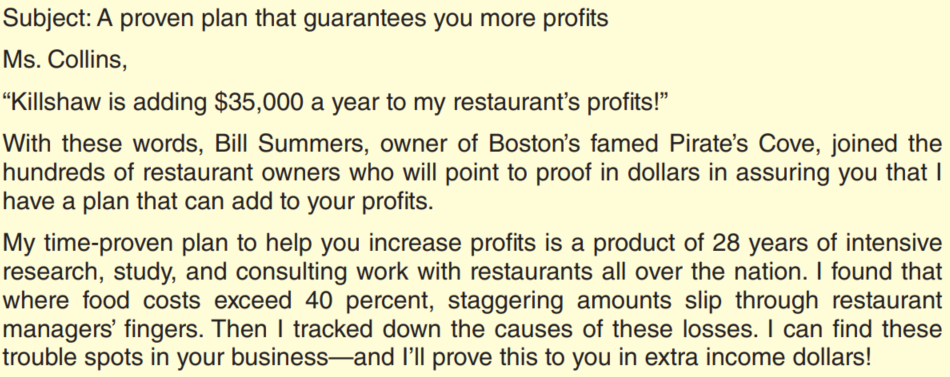 Subject: A proven plan that guarantees you more profits
Ms. Collins,
“Killshaw is adding $35,000 a year to my restaurant’s profits!”
With these words, Bill Summers, owner of Boston’s famed Pirate’s Cove, joined the
hundreds of restaurant owners who will point to proof in dollars in assuring you that I
have a plan that can add to your profits.
My time-proven plan to help you increase profits is a product of 28 years of intensive
research, study, and consulting work with restaurants all over the nation. I found that
where food costs exceed 40 percent, staggering amounts slip through restaurant
managers’ fingers. Then I tracked down the causes of these losses. I can find these
trouble spots in your business—and I’ll prove this to you in extra income dollars!